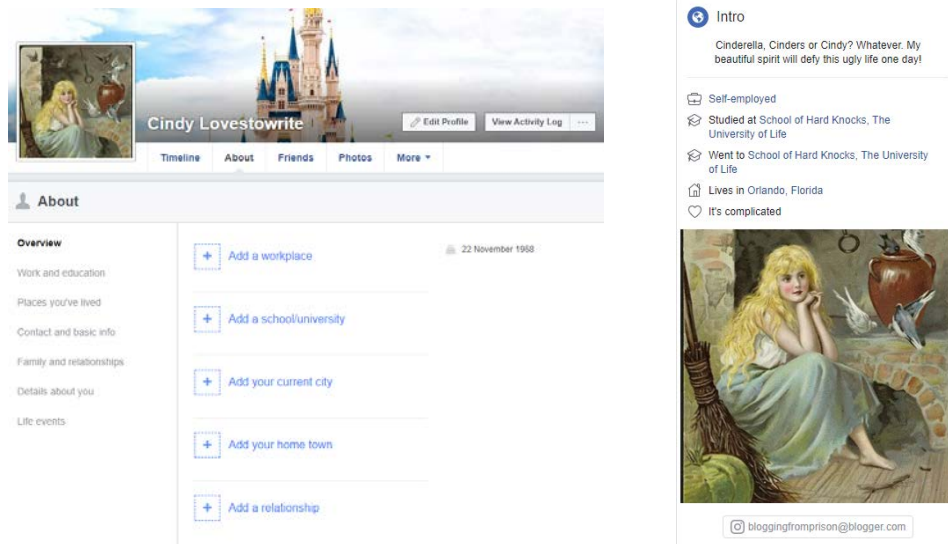 Cindy Lovestowrite
Edit Profile
View Activity Log
...
Timeline
About
Friends
Photos
More
About
Overview
Work and education
Places you've lived
Contact and basic info
Family and relationships
Details about you
Life events
+ Add a workplace
+ Add a school/university
+ Add your current city
+ Add your home town
+ Add a relationship
22 November 1968
Intro
Cinderella, Cinders or Cindy? Whatever. My
beautiful spirit will defy this ugly life one day!
Self-employed
Studied at School of Hard Knocks, The
University of Life
Went to School of Hard Knocks, The University
of Life
Lives in Orlando, Florida
It's complicated
bloggingfromprison@blogger.com